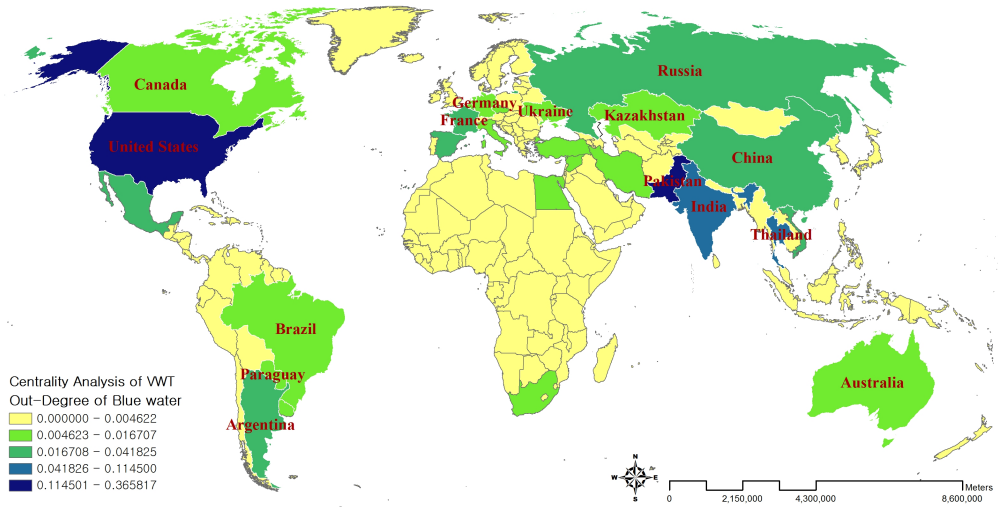 Canada
Russia
Germany
Ukraine
France
Kazakhstan
United States
China
Pakistan
India
Thailand
Brazil
Paraguay
Australia
Argentina
Centrality Analysis of VWT
Out-Degree of Blue water
0.000000 - 0.004622
0.004623 - 0.016707
0.016708 - 0.041825
0.041826 - 0.114500
0.114501 - 0.365817
N
W
E
S
Meters
0 2,150,000 4,300,000 8,600,000